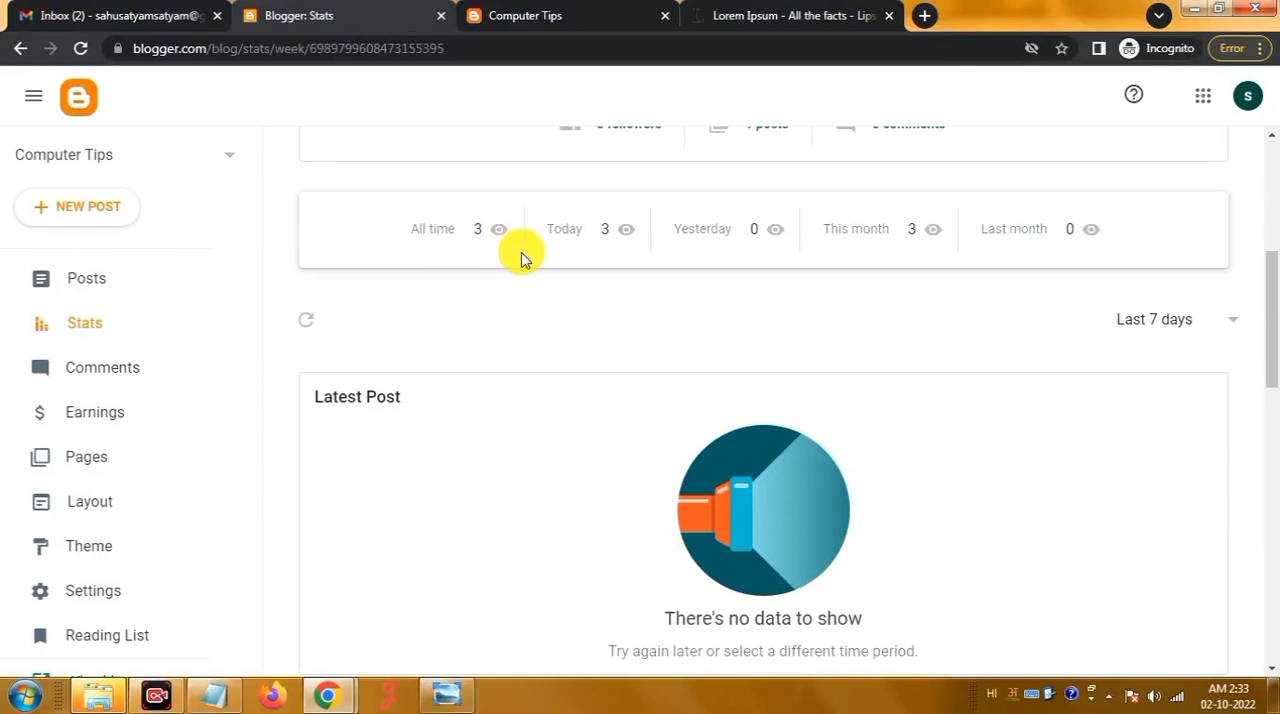 Inbox (2) - sahusatyamsatyam@g
Blogger: Stats
Computer Tips
Lorem Ipsum - All the facts - Lips
blogger.com/blog/stats/week/6989799608473155395
Incognito
Error
S
Computer Tips
NEW POST
Posts
Stats
Comments
Earnings
Pages
Layout
Theme
Settings
Reading List
followers
posts
comments
All time 3
Today 3
Yesterday 0
This month 3
Last month 0
Last 7 days
Latest Post
There's no data to show
Try again later or select a different time period.
HI
AM 2:33
02-10-2022